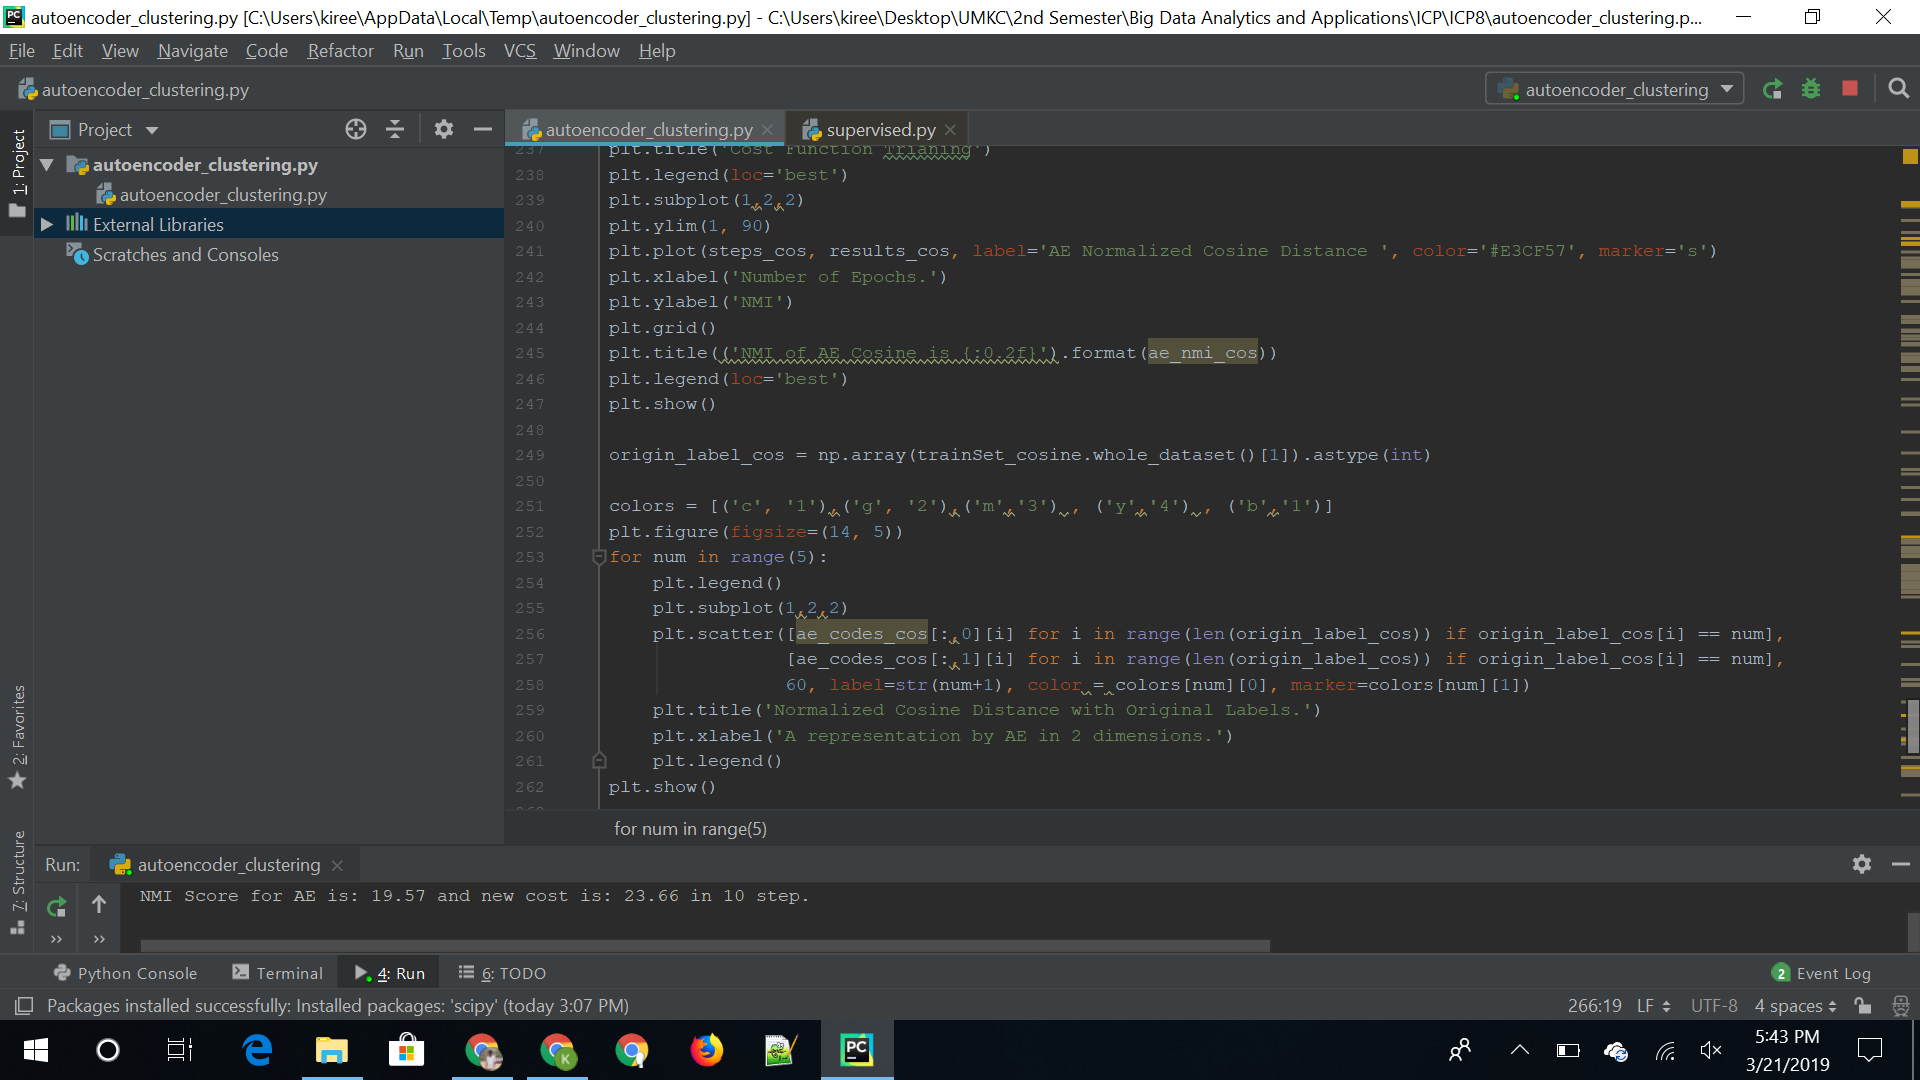 autoencoder_clustering.py [C:\Users\kiree\AppData\Local\Temp\autoencoder_clustering.py] - C:\Users\kiree\Desktop\UMKC\2nd Semester\Big Data Analytics and Applications\ICP\ICP8\autoencoder_clustering.p...
File Edit View Navigate Code Refactor Run Tools VCS Window Help
autoencoder_clustering.py
autoencoder_clustering
Project
autoencoder_clustering.py
supervised.py
1: Project
autoencoder_clustering.py
autoencoder_clustering.py
External Libraries
Scratches and Consoles
237 plt.title('Cost Function Trianing')
238 plt.legend(loc='best')
239 plt.subplot(1,2,2)
240 plt.ylim(1, 90)
241 plt.plot(steps_cos, results_cos, label='AE Normalized Cosine Distance ', color='#E3CF57', marker='s')
242 plt.xlabel('Number of Epochs.')
243 plt.ylabel('NMI')
244 plt.grid()
245 plt.title(('NMI of AE Cosine is {:0.2f}').format(ae_nmi_cos))
246 plt.legend(loc='best')
247 plt.show()
248
249 origin_label_cos = np.array(trainSet_cosine.whole_dataset()[1]).astype(int)
250
251 colors = [('c', '1'),('g', '2'),('m','3') , ('y','4') , ('b','1')]
252 plt.figure(figsize=(14, 5))
253 for num in range(5):
254 plt.legend()
255 plt.subplot(1,2,2)
256 plt.scatter([ae_codes_cos[:,0][i] for i in range(len(origin_label_cos)) if origin_label_cos[i] == num],
257 [ae_codes_cos[:,1][i] for i in range(len(origin_label_cos)) if origin_label_cos[i] == num],
258 60, label=str(num+1), color = colors[num][0], marker=colors[num][1])
259 plt.title('Normalized Cosine Distance with Original Labels.')
260 plt.xlabel('A representation by AE in 2 dimensions.')
261 plt.legend()
262 plt.show()
for num in range(5)
2: Favorites
7: Structure
Run: autoencoder_clustering
NMI Score for AE is: 19.57 and new cost is: 23.66 in 10 step.
Python Console Terminal 4: Run 6: TODO 2 Event Log
Packages installed successfully: Installed packages: 'scipy' (today 3:07 PM) 266:19 LF UTF-8 4 spaces
K
PC
5:43 PM
3/21/2019